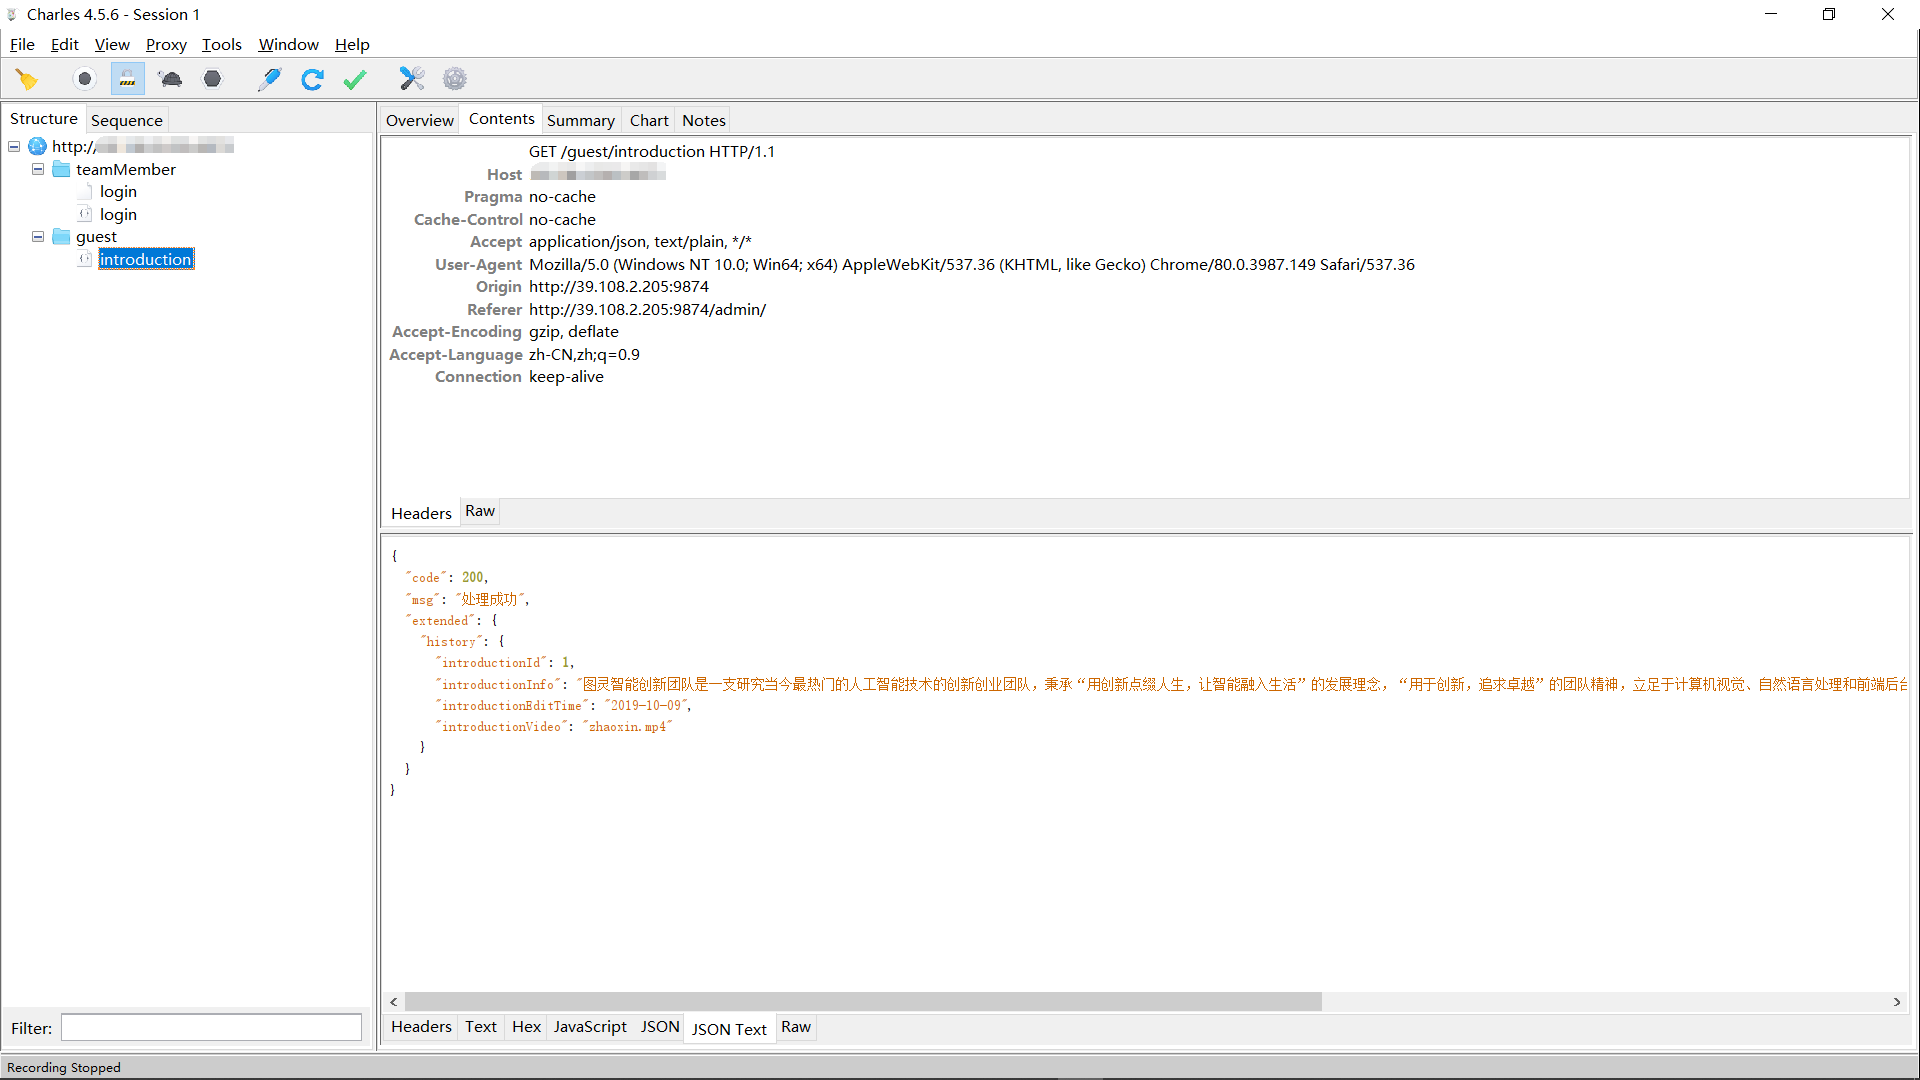 Charles 4.5.6 - Session 1
File Edit View Proxy Tools Window Help
Structure Sequence
http:/
teamMember
login
login
guest
introduction
Filter:
Overview Contents Summary Chart Notes
GET /guest/introduction HTTP/1.1
Host
Pragma no-cache
Cache-Control no-cache
Accept application/json, text/plain, */*
User-Agent Mozilla/5.0 (Windows NT 10.0; Win64; x64) AppleWebKit/537.36 (KHTML, like Gecko) Chrome/80.0.3987.149 Safari/537.36
Origin http://39.108.2.205:9874
Referer http://39.108.2.205:9874/admin/
Accept-Encoding gzip, deflate
Accept-Language zh-CN,zh;q=0.9
Connection keep-alive
Headers Raw
{
"code": 200,
"msg": "处理成功",
"extended": {
"history": {
"introductionId": 1,
"introductionInfo": "图灵智能创新团队是一支研究当今最热门的人工智能技术的创新创业团队，秉承“用创新点缀人生，让智能融入生活”的发展理念，“用于创新，追求卓越”的团队精神，立足于计算机视觉、自然语言处理和前端后台
"introductionEditTime": "2019-10-09",
"introductionVideo": "zhaoxin.mp4"
}
}
}
Headers Text Hex JavaScript JSON JSON Text Raw
Recording Stopped